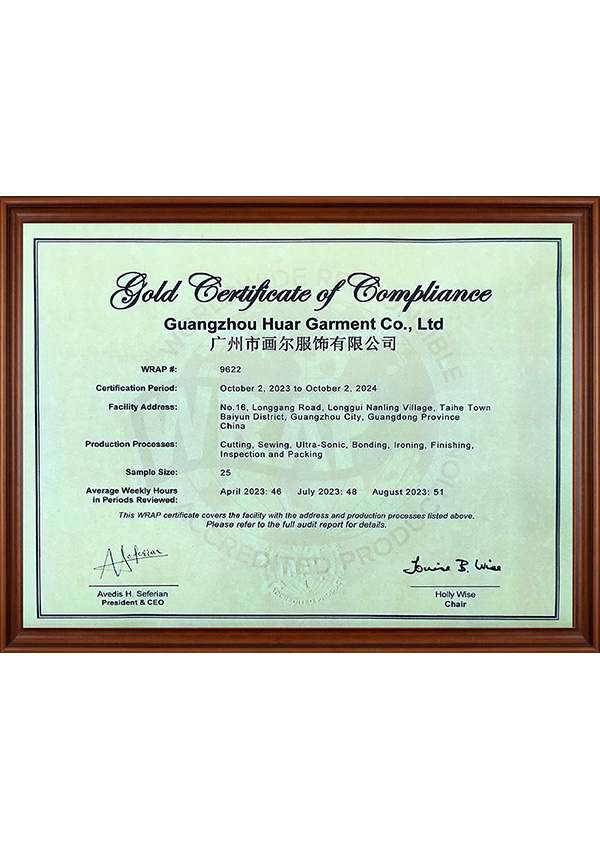 Gold Certificate of Compliance
Guangzhou Huar Garment Co., Ltd
广州市画尔服饰有限公司
WRAP #: 9622
Certification Period: October 2, 2023 to October 2, 2024
Facility Address: No.16, Longgang Road, Longgui Nanling Village, Taihe Town
Baiyun District, Guangzhou City, Guangdong Province
China
Production Processes: Cutting, Sewing, Ultra-Sonic, Bonding, Ironing, Finishing,
Inspection and Packing
Sample Size: 25
Average Weekly Hours
in Periods Reviewed: April 2023: 46 July 2023: 48 August 2023: 51
This WRAP certificate covers the facility with the address and production processes listed above.
Please refer to the full audit report for details.
Avedis H. Seferian
President & CEO
Holly Wise
Chair